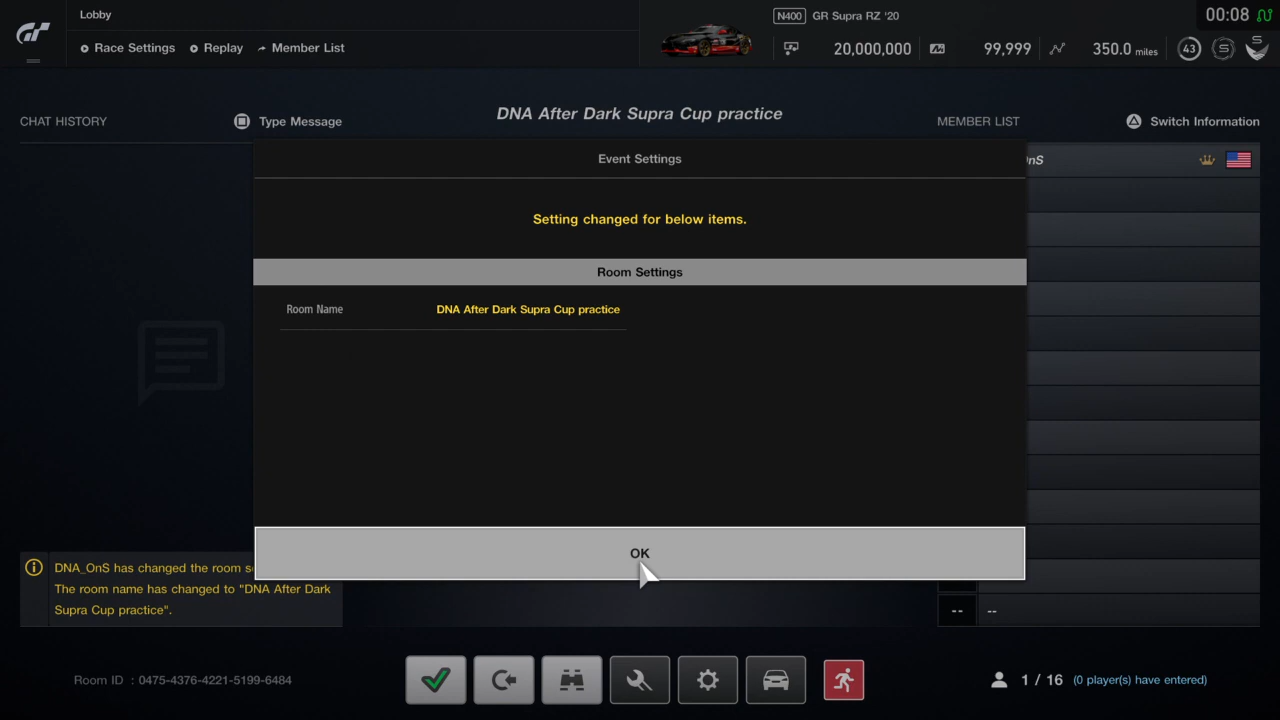 Lobby
Race Settings Replay Member List
N400 GR Supra RZ '20
20,000,000 99,999 350.0 miles 43 S S
00:08
CHAT HISTORY
Type Message
DNA After Dark Supra Cup practice
MEMBER LIST
Switch Information
Event Settings
nS
Setting changed for below items.
Room Settings
Room Name DNA After Dark Supra Cup practice
OK
DNA_OnS has changed the room s
The room name has changed to "DNA After Dark
Supra Cup practice".
-- --
Room ID : 0475-4376-4221-5199-6484
1 / 16 (0 player(s) have entered)